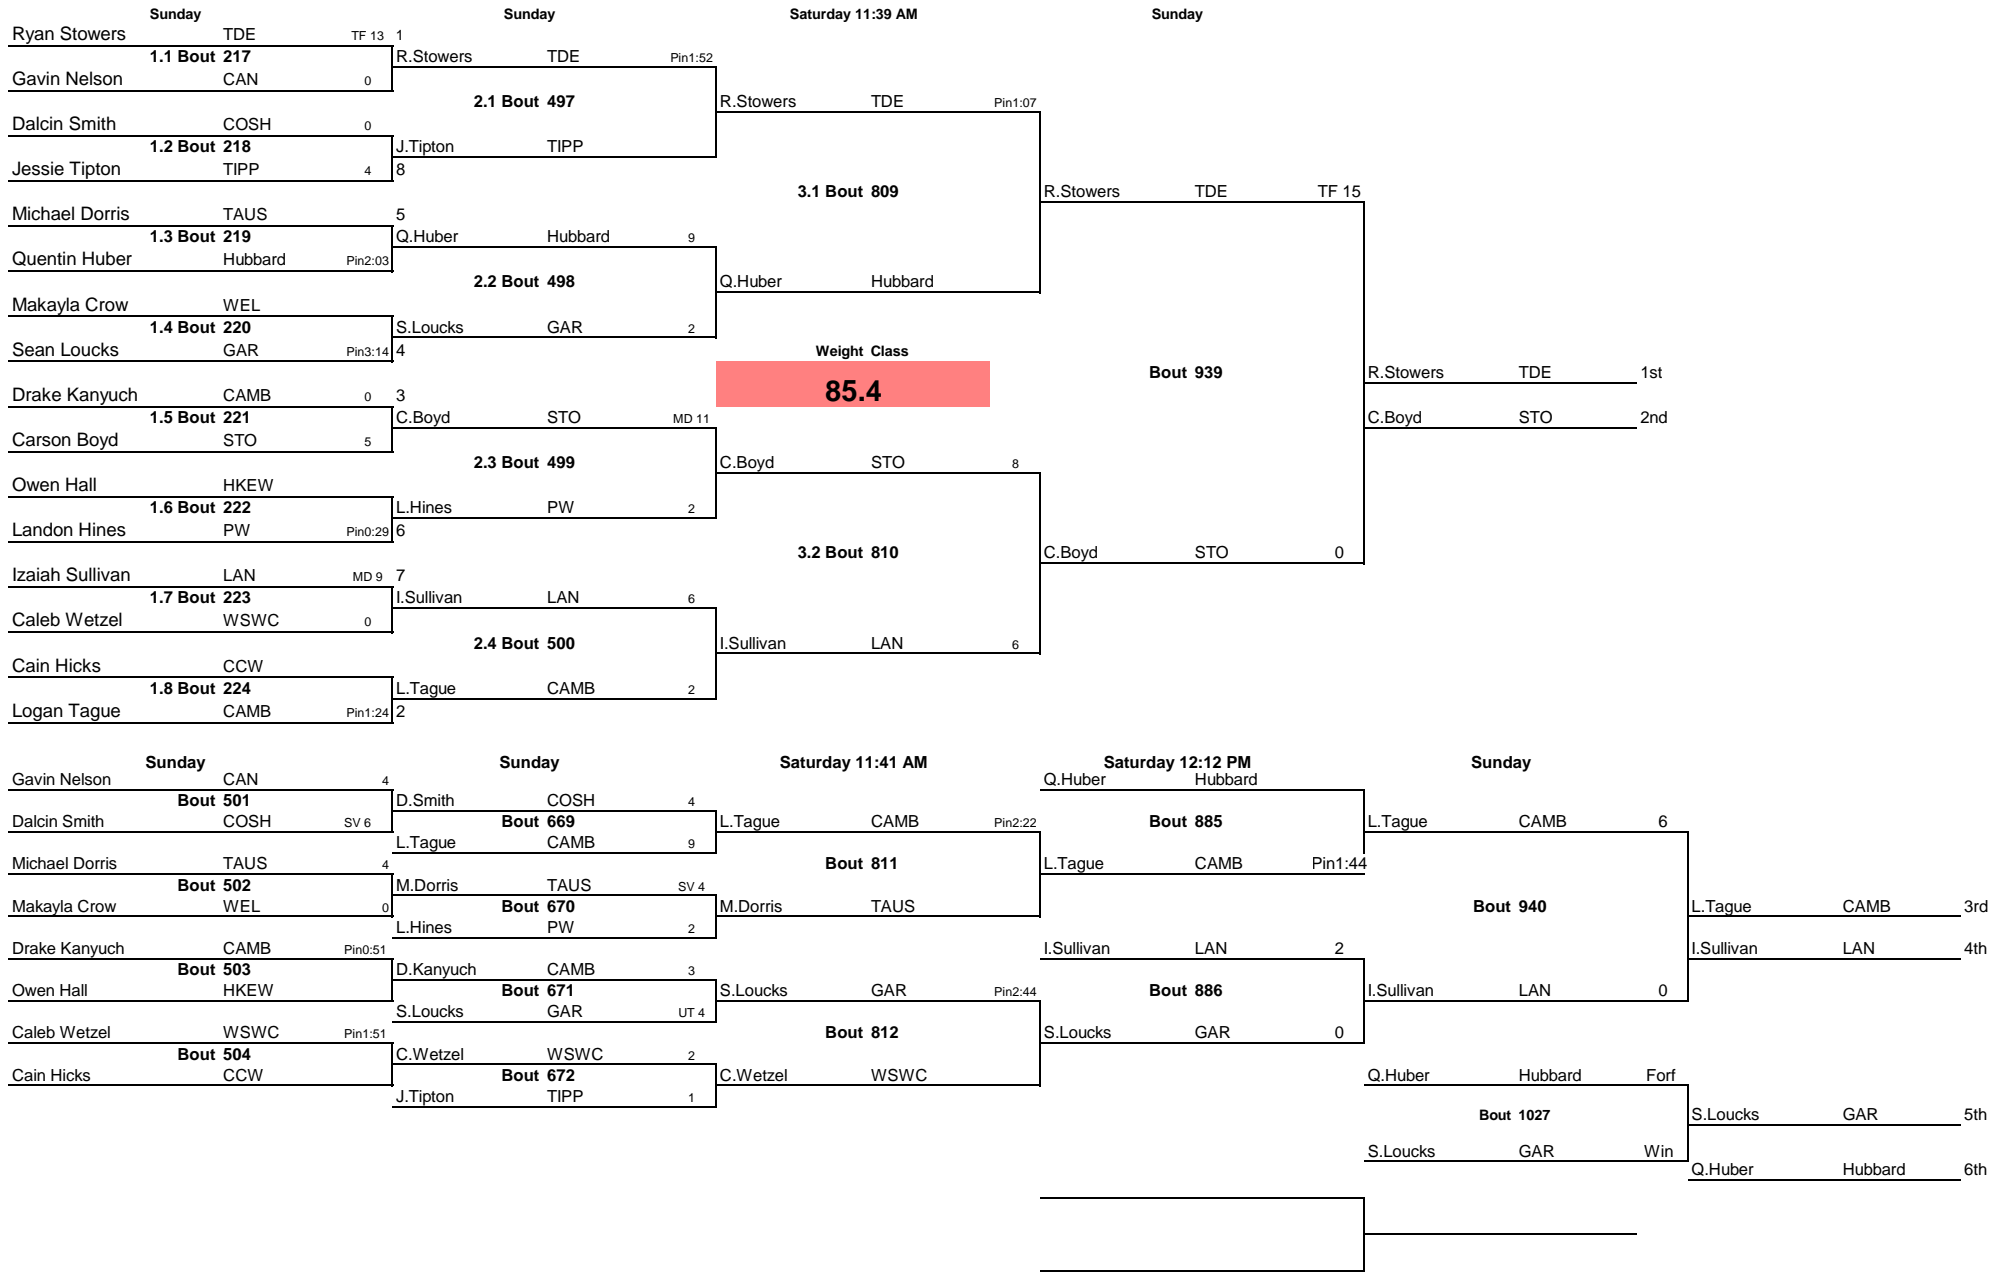 Sunday Sunday Saturday 11:39 AM Sunday
Ryan Stowers TDE TF 13 1
1.1 Bout 217 R.Stowers TDE Pin1:52
Gavin Nelson CAN 0
2.1 Bout 497 R.Stowers TDE Pin1:07
Dalcin Smith COSH 0
1.2 Bout 218 J.Tipton TIPP
Jessie Tipton TIPP 4 8
3.1 Bout 809 R.Stowers TDE TF 15
Michael Dorris TAUS 5
1.3 Bout 219 Q.Huber Hubbard 9
Quentin Huber Hubbard Pin2:03
2.2 Bout 498 Q.Huber Hubbard
Makayla Crow WEL
1.4 Bout 220 S.Loucks GAR 2
Sean Loucks GAR Pin3:14 4 Weight Class
Bout 939 R.Stowers TDE 1st
Drake Kanyuch CAMB 0 3 85.4
1.5 Bout 221 C.Boyd STO MD 11 C.Boyd STO 2nd
Carson Boyd STO 5
2.3 Bout 499 C.Boyd STO 8
Owen Hall HKEW
1.6 Bout 222 L.Hines PW 2
Landon Hines PW Pin0:29 6
3.2 Bout 810 C.Boyd STO 0
Izaiah Sullivan LAN MD 9 7
1.7 Bout 223 I.Sullivan LAN 6
Caleb Wetzel WSWC 0
2.4 Bout 500 I.Sullivan LAN 6
Cain Hicks CCW
1.8 Bout 224 L.Tague CAMB 2
Logan Tague CAMB Pin1:24 2
Sunday Sunday Saturday 11:41 AM Saturday 12:12 PM Sunday
Gavin Nelson CAN 4 Q.Huber Hubbard
Bout 501 D.Smith COSH 4
Dalcin Smith COSH SV 6 Bout 669 L.Tague CAMB Pin2:22 Bout 885 L.Tague CAMB 6
L.Tague CAMB 9
Michael Dorris TAUS 4 Bout 811 L.Tague CAMB Pin1:44
Bout 502 M.Dorris TAUS SV 4
Makayla Crow WEL 0 Bout 670 M.Dorris TAUS Bout 940 L.Tague CAMB 3rd
L.Hines PW 2
Drake Kanyuch CAMB Pin0:51 I.Sullivan LAN 2 I.Sullivan LAN 4th
Bout 503 D.Kanyuch CAMB 3
Owen Hall HKEW Bout 671 S.Loucks GAR Pin2:44 Bout 886 I.Sullivan LAN 0
S.Loucks GAR UT 4
Caleb Wetzel WSWC Pin1:51 Bout 812 S.Loucks GAR 0
Bout 504 C.Wetzel WSWC 2
Cain Hicks CCW Bout 672 C.Wetzel WSWC Q.Huber Hubbard Forf
J.Tipton TIPP 1
Bout 1027 S.Loucks GAR 5th
S.Loucks GAR Win
Q.Huber Hubbard 6th